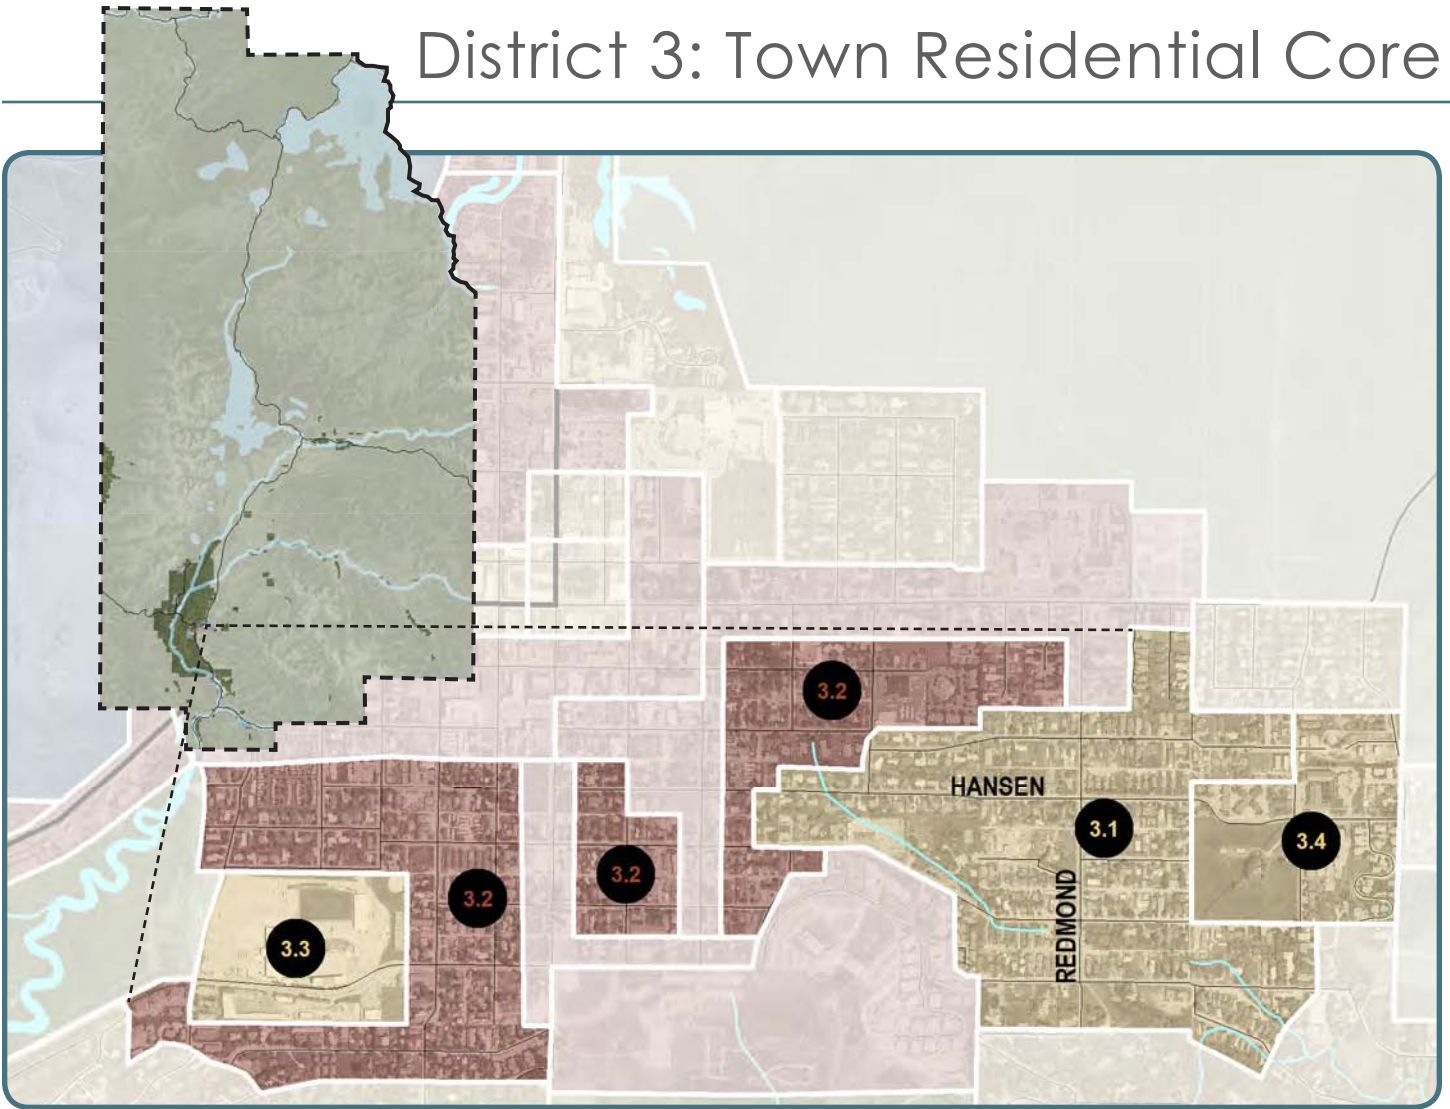 District 3: Town Residential Core
3.2
HANSEN
3.1
3.4
3.2
3.2
REDMOND
3.3